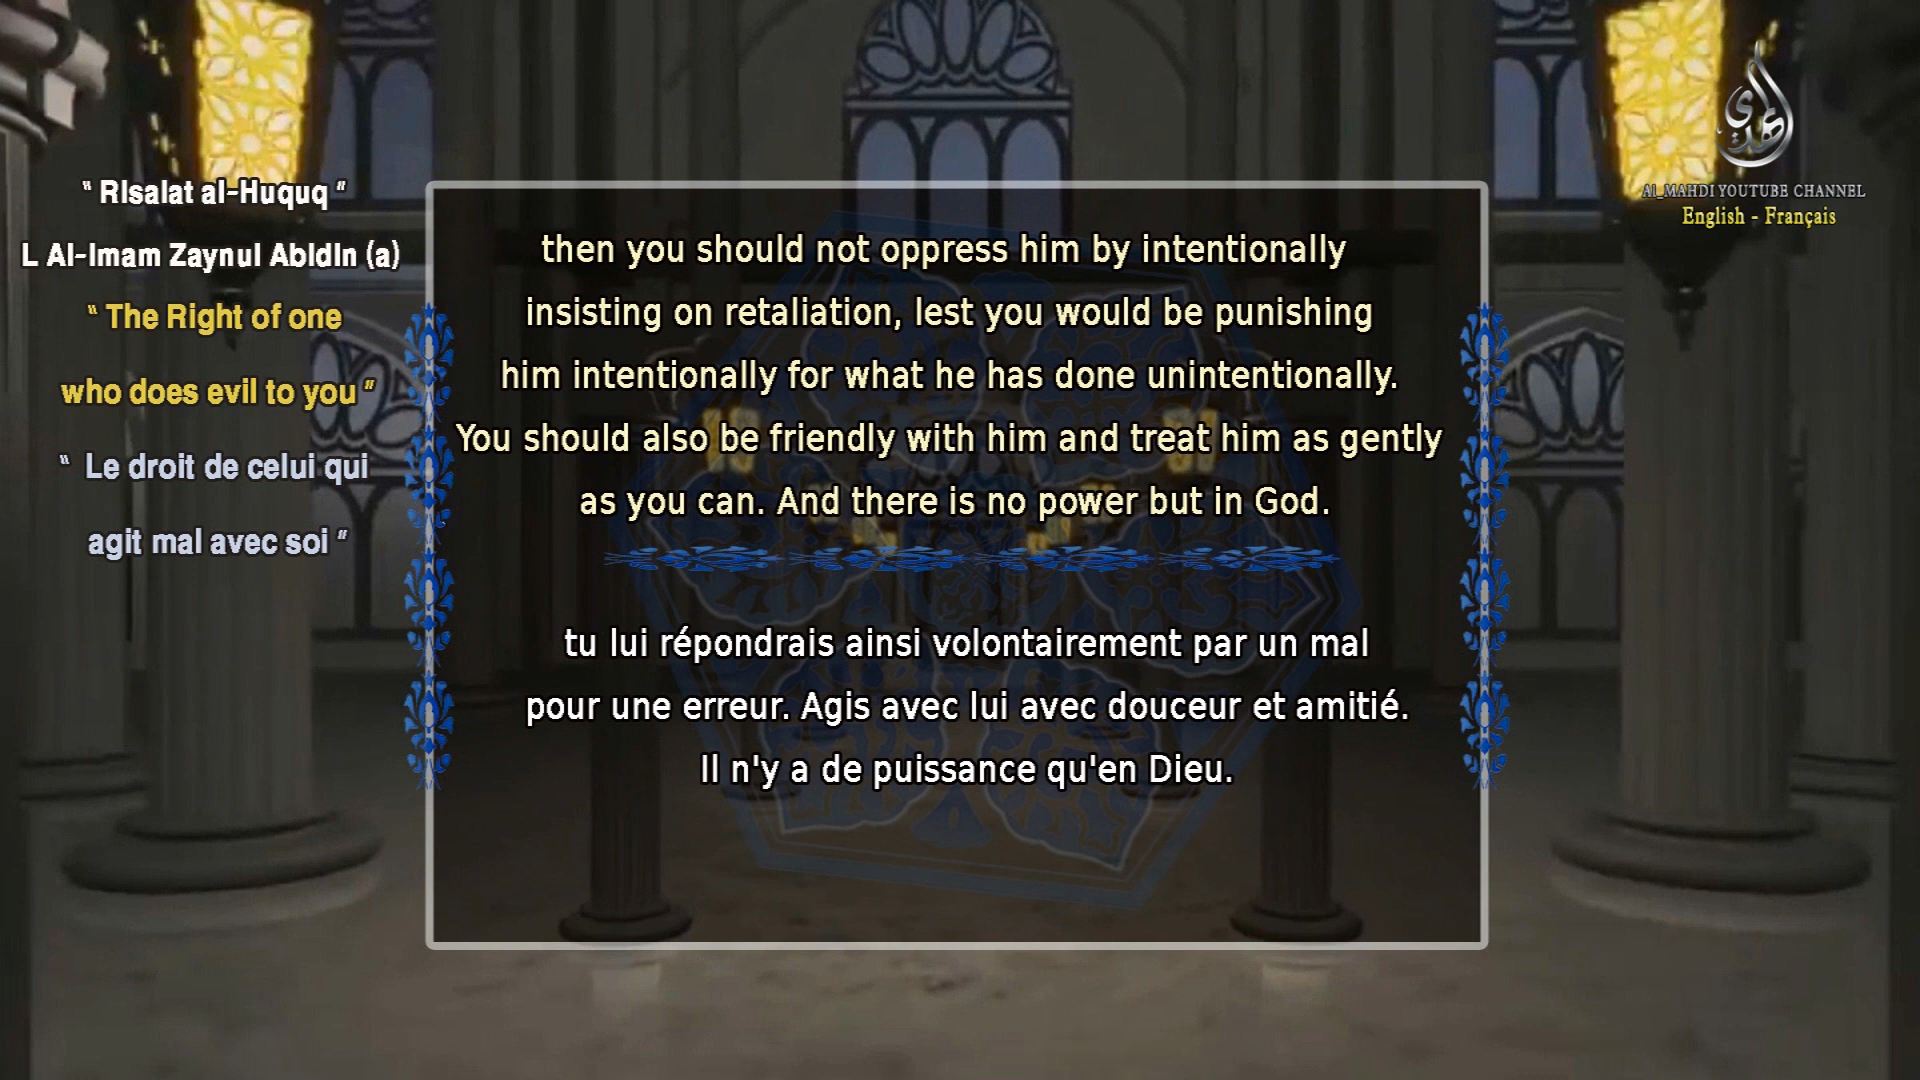 “ RIsalat al-Huquq “
L Al-Imam Zaynul AbIdIn (a)
“ The Right of one
who does evil to you “
“ Le droit de celui qui
agit mal avec soi “
then you should not oppress him by intentionally
insisting on retaliation, lest you would be punishing
him intentionally for what he has done unintentionally.
You should also be friendly with him and treat him as gently
as you can. And there is no power but in God.
tu lui répondrais ainsi volontairement par un mal
pour une erreur. Agis avec lui avec douceur et amitié.
Il n'y a de puissance qu'en Dieu.
المهدي
Al_MAHDI YOUTUBE CHANNEL
English - Français